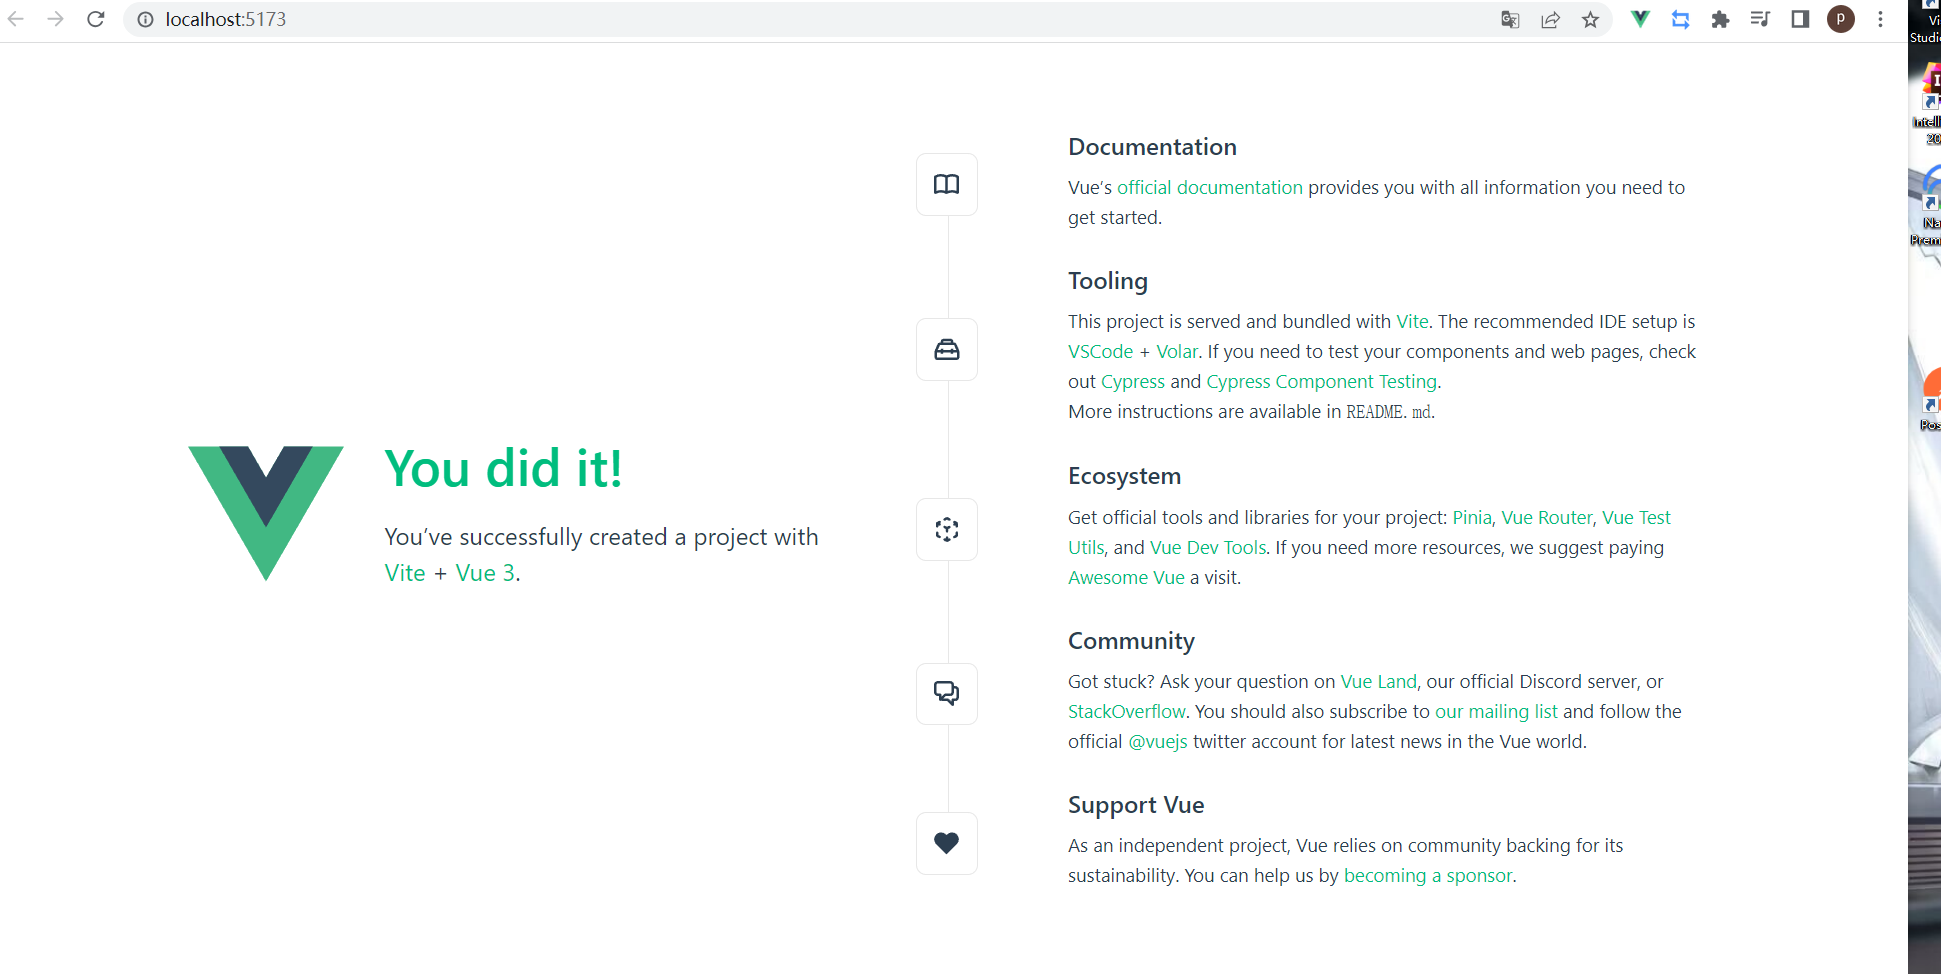 localhost:5173
p
You did it!
You've successfully created a project with
Vite + Vue 3.
Documentation
Vue's official documentation provides you with all information you need to
get started.
Tooling
This project is served and bundled with Vite. The recommended IDE setup is
VSCode + Volar. If you need to test your components and web pages, check
out Cypress and Cypress Component Testing.
More instructions are available in README.md.
Ecosystem
Get official tools and libraries for your project: Pinia, Vue Router, Vue Test
Utils, and Vue Dev Tools. If you need more resources, we suggest paying
Awesome Vue a visit.
Community
Got stuck? Ask your question on Vue Land, our official Discord server, or
StackOverflow. You should also subscribe to our mailing list and follow the
official @vuejs twitter account for latest news in the Vue world.
Support Vue
As an independent project, Vue relies on community backing for its
sustainability. You can help us by becoming a sponsor.